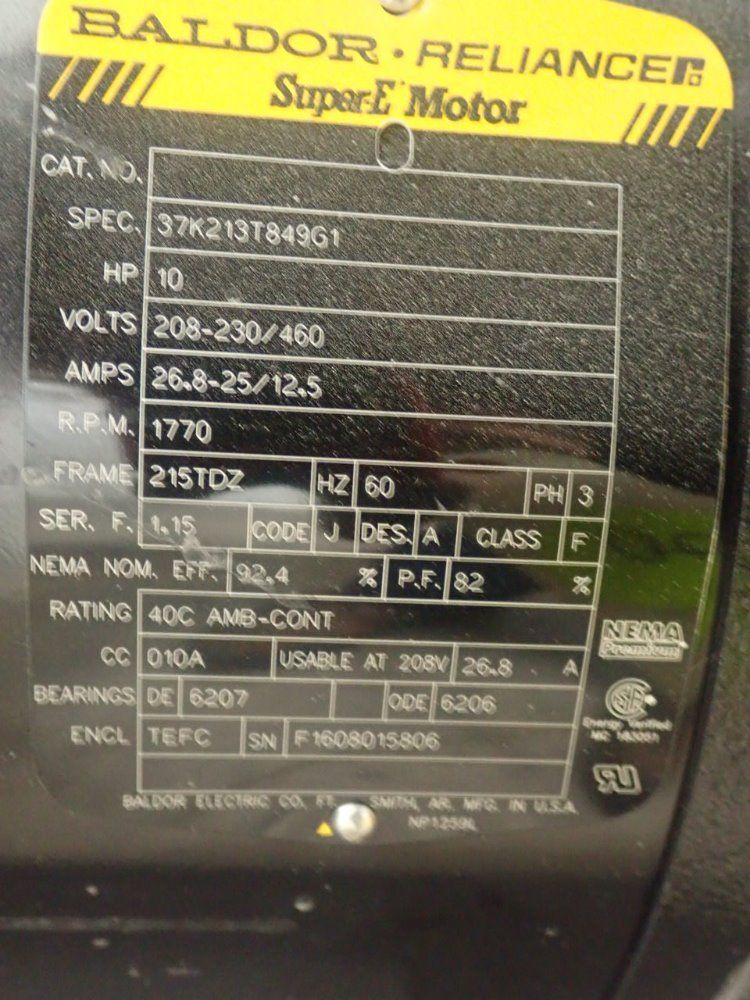 BALDOR • RELIANCE
Super-E Motor
CAT. NO.
SPEC. 37K213T849G1
HP 10
VOLTS 208-230/460
AMPS 26.8-25/12.5
R.P.M. 1770
FRAME 215TDZ HZ 60 PH 3
SER. F. 1.15 CODE J DES. A CLASS F
NEMA NOM. EFF. 92.4 % P.F. 82 %
RATING 40C AMB-CONT
NEMA
Premium
CC 010A USABLE AT 208V 26.8 A
BEARINGS DE 6207 ODE 6206
Energy Verified
ENCL TEFC SN F1608015806
BALDOR ELECTRIC CO. FT. SMITH, AR. MFG. IN U.S.A.
NP1259L